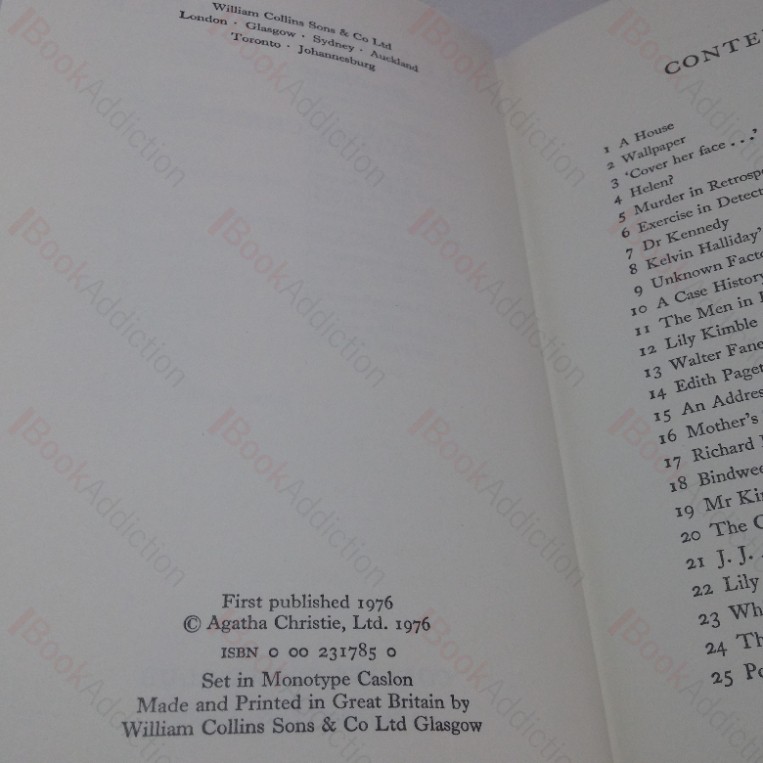 William Collins Sons & Co Ltd
London · Glasgow · Sydney · Auckland
Toronto · Johannesburg
First published 1976
© Agatha Christie, Ltd. 1976
ISBN 0 00 231785 0
Set in Monotype Caslon
Made and Printed in Great Britain by
William Collins Sons & Co Ltd Glasgow
CONTE
1 A House
2 Wallpaper
3 'Cover her face . . .'
4 Helen?
5 Murder in Retrosp
6 Exercise in Detect
7 Dr Kennedy
8 Kelvin Halliday'
9 Unknown Facto
10 A Case History
11 The Men in
12 Lily Kimble
13 Walter Fane
14 Edith Paget
15 An Addres
16 Mother's
17 Richard
18 Bindwee
19 Mr Ki
20 The
21 J. J.
22 Lily
23 Wh
24 Th
25 Po
BookAddiction